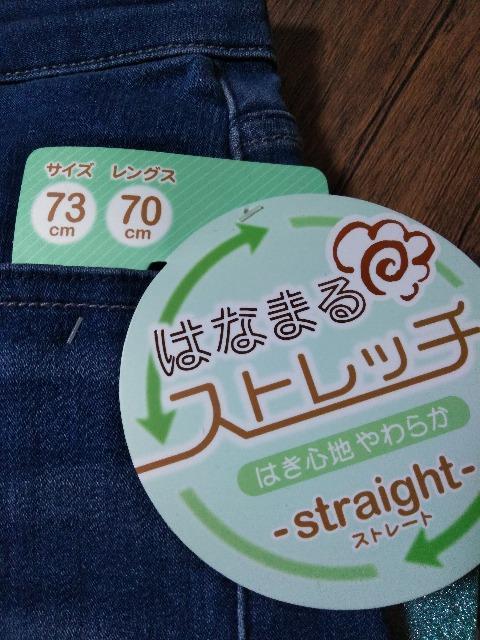 サイズ レングス
73 70
cm cm
はなまる
ストレッチ
はき心地やわらか
-straight-
ストレート